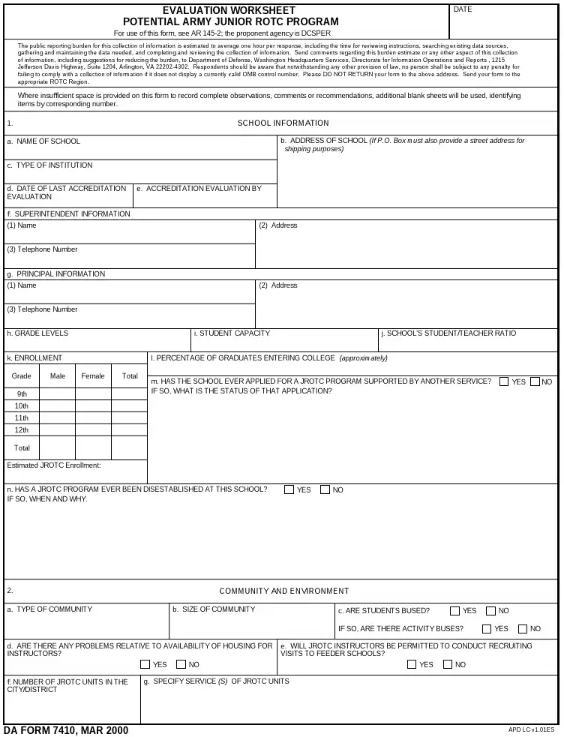 EVALUATION WORKSHEET
POTENTIAL ARMY JUNIOR ROTC PROGRAM
For use of this form, see AR 145-2; the proponent agency is DCSPER
DATE
The public reporting burden for this collection of information is estimated to average one hour per response, including the time for reviewing instructions, searching existing data sources,
gathering and maintaining the data needed, and completing and reviewing the collection of information. Send comments regarding this burden estimate or any other aspect of this collection
of information, including suggestions for reducing the burden, to Department of Defense, Washington Headquarters Services, Directorate for Information Operations and Reports , 1215
Jefferson Davis Highway, Suite 1204, Arlington, VA 22202-4302. Respondents should be aware that notwithstanding any other provision of law, no person shall be subject to any penalty for
failing to comply with a collection of information if it does not display a currently valid OMB control number. Please DO NOT RETURN your form to the above address. Send your form to the
appropriate ROTC Region.
Where insufficient space is provided on this form to record complete observations, comments or recommendations, additional blank sheets will be used, identifying
items by corresponding number.
1. SCHOOL INFORMATION
a. NAME OF SCHOOL
b. ADDRESS OF SCHOOL (If P.O. Box must also provide a street address for
shipping purposes)
c. TYPE OF INSTITUTION
d. DATE OF LAST ACCREDITATION
EVALUATION
e. ACCREDITATION EVALUATION BY
f. SUPERINTENDENT INFORMATION
(1) Name
(2) Address
(3) Telephone Number
g. PRINCIPAL INFORMATION
(1) Name
(2) Address
(3) Telephone Number
h. GRADE LEVELS
i. STUDENT CAPACITY
j. SCHOOL'S STUDENT/TEACHER RATIO
k. ENROLLMENT
l. PERCENTAGE OF GRADUATES ENTERING COLLEGE (approximately)
Grade Male Female Total
m. HAS THE SCHOOL EVER APPLIED FOR A JROTC PROGRAM SUPPORTED BY ANOTHER SERVICE? YES NO
IF SO, WHAT IS THE STATUS OF THAT APPLICATION?
9th
10th
11th
12th
Total
Estimated JROTC Enrollment:
n. HAS A JROTC PROGRAM EVER BEEN DISESTABLISHED AT THIS SCHOOL? YES NO
IF SO, WHEN AND WHY.
2. COMMUNITY AND ENVIRONMENT
a. TYPE OF COMMUNITY
b. SIZE OF COMMUNITY
c. ARE STUDENTS BUSED? YES NO
IF SO, ARE THERE ACTIVITY BUSES? YES NO
d. ARE THERE ANY PROBLEMS RELATIVE TO AVAILABILITY OF HOUSING FOR
INSTRUCTORS?
YES NO
e. WILL JROTC INSTRUCTORS BE PERMITTED TO CONDUCT RECRUITING
VISITS TO FEEDER SCHOOLS?
YES NO
f. NUMBER OF JROTC UNITS IN THE
CITY/DISTRICT
g. SPECIFY SERVICE (S) OF JROTC UNITS
DA FORM 7410, MAR 2000
APD LC v1.01ES